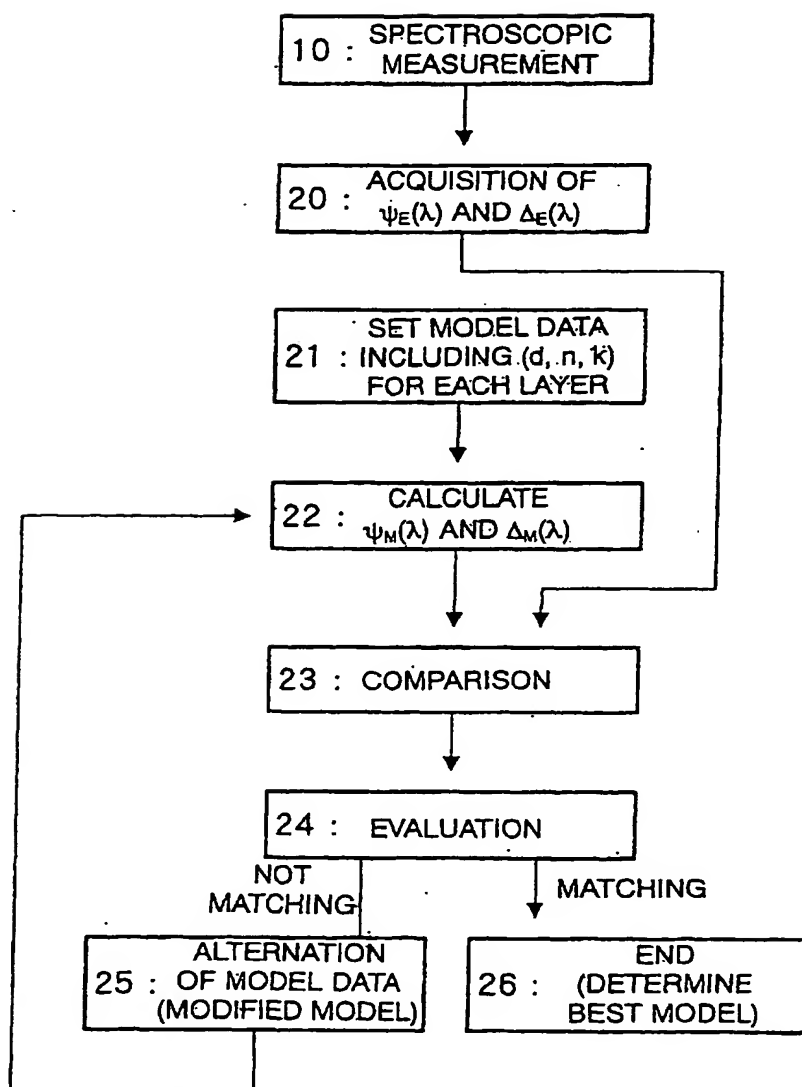 10 : SPECTROSCOPIC
MEASUREMENT
20 : ACQUISITION OF
ψE(λ) AND ΔE(λ)
21 : SET MODEL DATA
INCLUDING (d, n, k)
FOR EACH LAYER
22 : CALCULATE
ψM(λ) AND ΔM(λ)
23 : COMPARISON
24 : EVALUATION
NOT
MATCHING
MATCHING
25 : ALTERNATION
OF MODEL DATA
(MODIFIED MODEL)
26 : END
(DETERMINE
BEST MODEL)